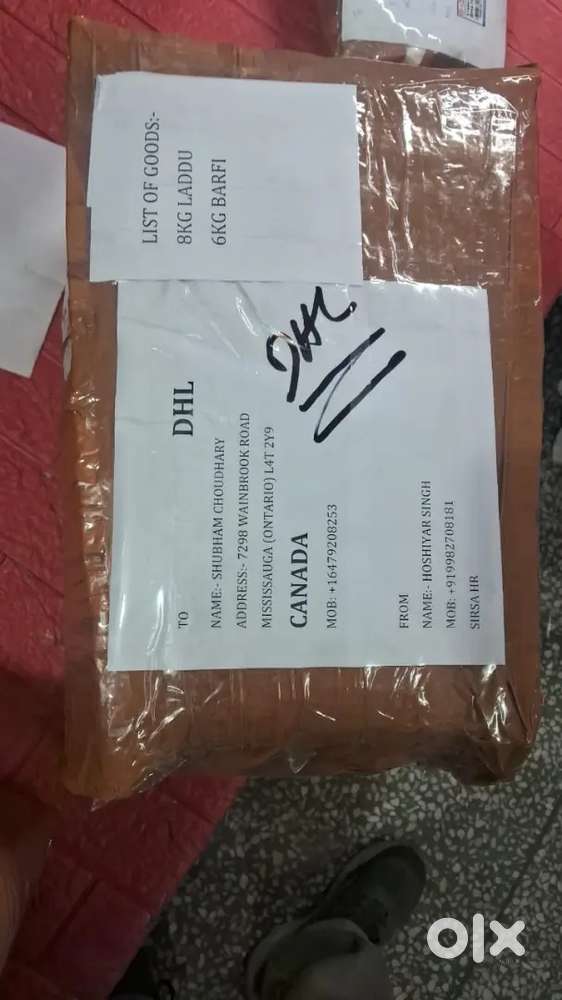 LIST OF GOODS:-
8KG LADDU
6KG BARFI
DHL
DHL
TO
NAME:- SHUBHAM CHOUDHARY
ADDRESS:- 7298 WAINBROOK ROAD
MISSISSAUGA (ONTARIO) L4T 2Y9
CANADA
MOB: +16479208253
FROM
NAME:- HOSHIYAR SINGH
MOB: +919982708181
SIRSA HR
olx